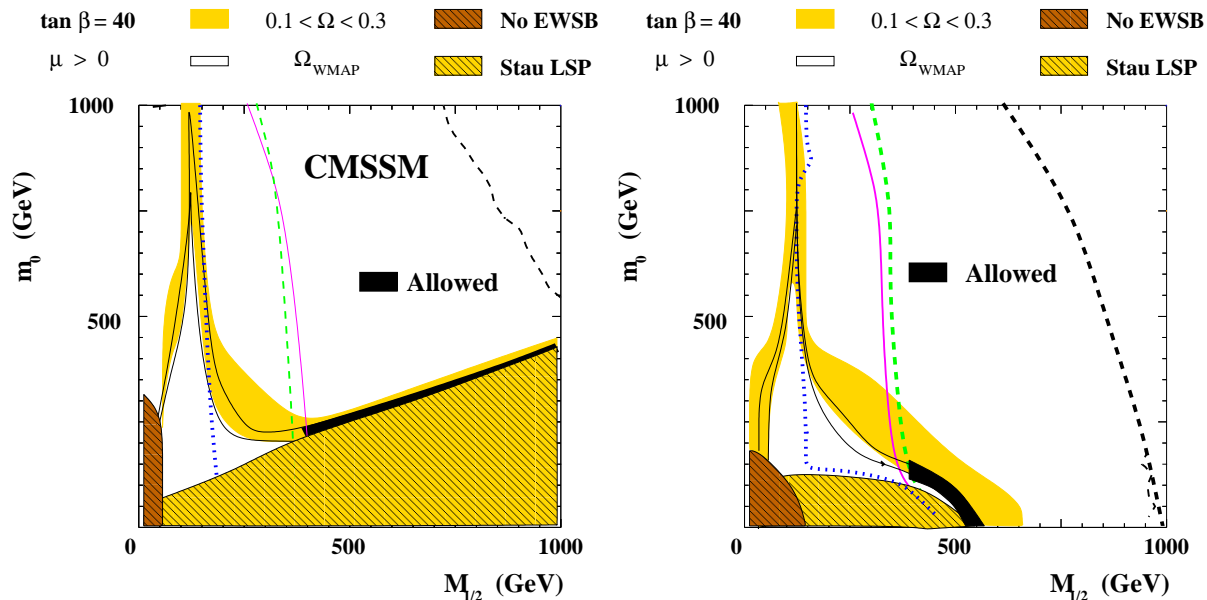 tan β = 40 0.1 < Ω < 0.3 No EWSB
μ > 0 Ω_WMAP Stau LSP
1000
m_0 (GeV)
CMSSM
Allowed
500
0 500 1000
M_1/2 (GeV)
tan β = 40 0.1 < Ω < 0.3 No EWSB
μ > 0 Ω_WMAP Stau LSP
1000
m_0 (GeV)
Allowed
500
0 500 1000
M_1/2 (GeV)